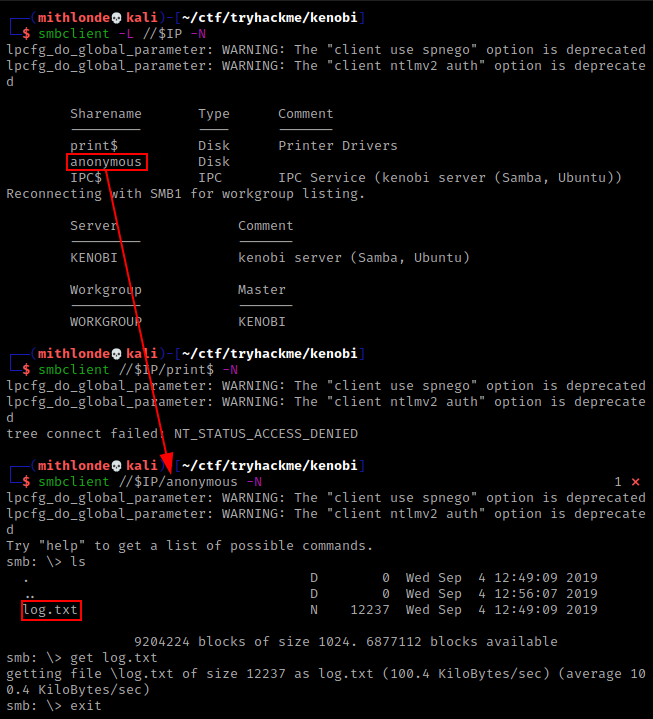 ┌──(mithlonde💀kali)-[~/ctf/tryhackme/kenobi]
└─$ smbclient -L //$IP -N
lpcfg_do_global_parameter: WARNING: The "client use spnego" option is deprecated
lpcfg_do_global_parameter: WARNING: The "client ntlmv2 auth" option is deprecate
d
Sharename Type Comment
--------- ---- -------
print$ Disk Printer Drivers
anonymous Disk
IPC$ IPC IPC Service (kenobi server (Samba, Ubuntu))
Reconnecting with SMB1 for workgroup listing.
Server Comment
--------- -------
KENOBI kenobi server (Samba, Ubuntu)
Workgroup Master
--------- -------
WORKGROUP KENOBI
┌──(mithlonde💀kali)-[~/ctf/tryhackme/kenobi]
└─$ smbclient //$IP/print$ -N
lpcfg_do_global_parameter: WARNING: The "client use spnego" option is deprecated
lpcfg_do_global_parameter: WARNING: The "client ntlmv2 auth" option is deprecate
d
tree connect failed: NT_STATUS_ACCESS_DENIED
┌──(mithlonde💀kali)-[~/ctf/tryhackme/kenobi]
└─$ smbclient //$IP/anonymous -N 1 ⨯
lpcfg_do_global_parameter: WARNING: The "client use spnego" option is deprecated
lpcfg_do_global_parameter: WARNING: The "client ntlmv2 auth" option is deprecate
d
Try "help" to get a list of possible commands.
smb: \> ls
. D 0 Wed Sep 4 12:49:09 2019
.. D 0 Wed Sep 4 12:56:07 2019
log.txt N 12237 Wed Sep 4 12:49:09 2019
9204224 blocks of size 1024. 6877112 blocks available
smb: \> get log.txt
getting file \log.txt of size 12237 as log.txt (100.4 KiloBytes/sec) (average 10
0.4 KiloBytes/sec)
smb: \> exit